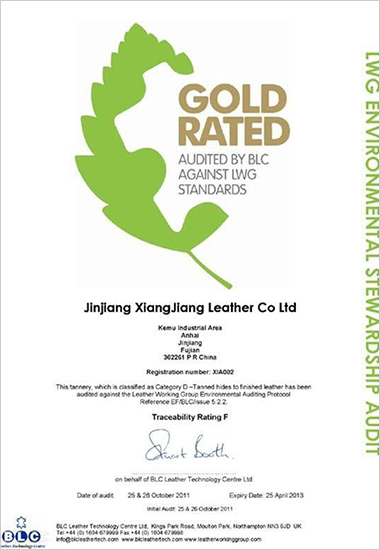 GOLD
RATED
AUDITED BY BLC
AGAINST LWG
STANDARDS
LWG ENVIRONMENTAL STEWARDSHIP AUDIT
Jinjiang XiangJiang Leather Co Ltd
Kemu Industrial Area
Anhai
Jinjiang
Fujian
362261 P R China
Registration number: XIA002
This tannery, which is classified as Category D –Tanned hides to finished leather has been
audited against the Leather Working Group Environmental Auditing Protocol
Reference EF/BLC/issue 5.2.2.
Traceability Rating F
Stuart Booth
on behalf of BLC Leather Technology Centre Ltd
Date of audit: 25 & 26 October 2011 Expiry Date: 25 April 2013
Initial Audit: 25 & 26 October 2011
BLC
BLC Leather Technology Centre Ltd, Kings Park Road, Moulton Park, Northampton NN3 6JD UK
Tel +44 (0) 1604 679999 Fax +44 (0) 1604 679998
info@blcleathertech.com www.blcleathertech.com www.leatherworkinggroup.com